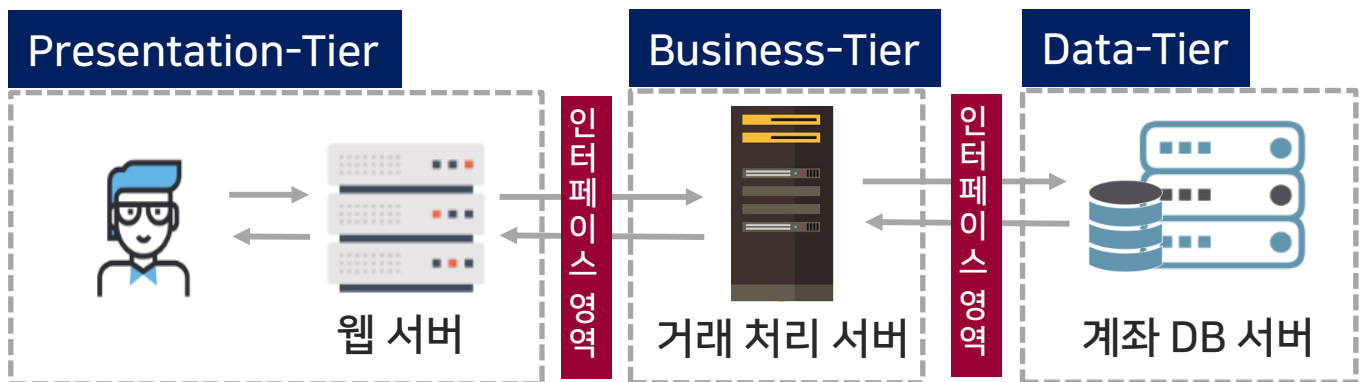 Presentation-Tier
Business-Tier
Data-Tier
인터페이스 영역
인터페이스 영역
웹 서버
거래 처리 서버
계좌 DB 서버